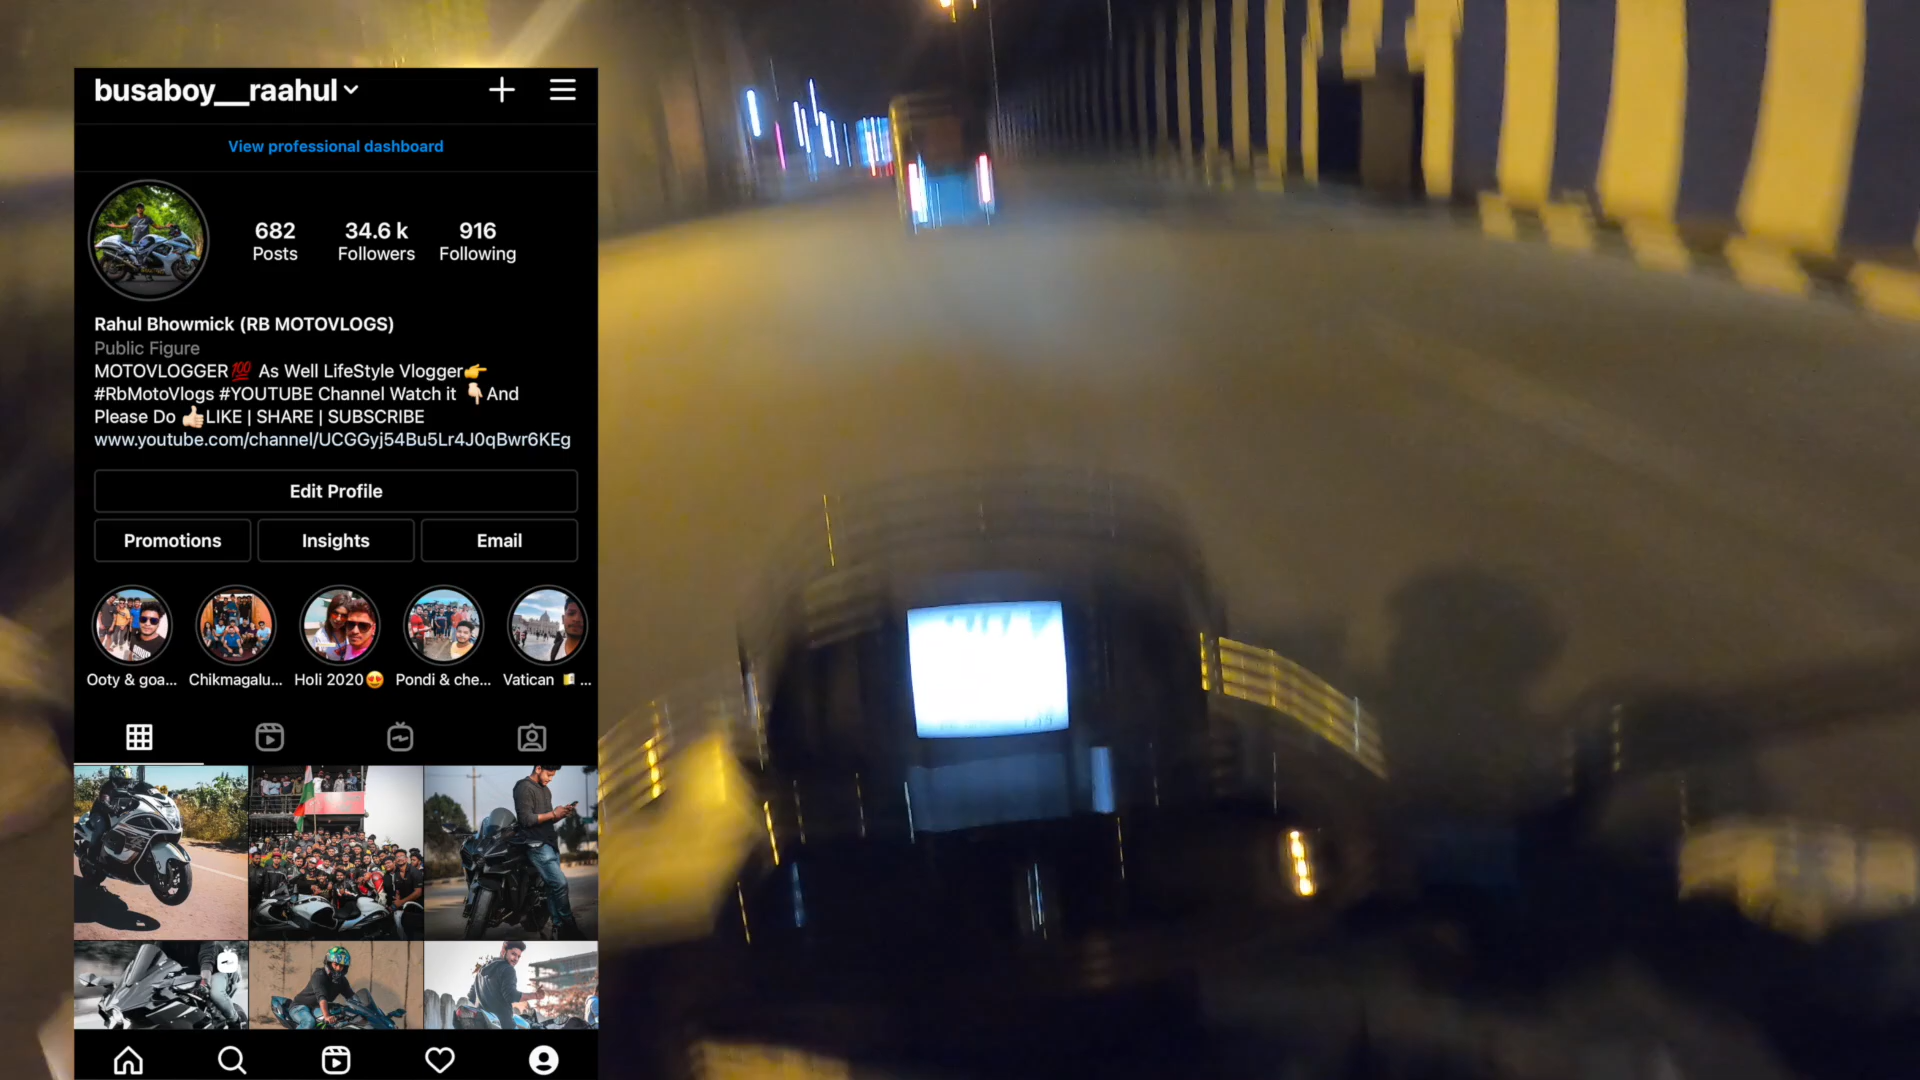 busaboy__raahul
View professional dashboard
682
Posts
34.6 k
Followers
916
Following
Rahul Bhowmick (RB MOTOVLOGS)
Public Figure
MOTOVLOGGER💯 As Well LifeStyle Vlogger👉
#RbMotoVlogs #YOUTUBE Channel Watch it 👇🏻And
Please Do 👍🏻LIKE | SHARE | SUBSCRIBE
www.youtube.com/channel/UCGGyj54Bu5Lr4J0qBwr6KEg
Edit Profile
Promotions
Insights
Email
Ooty & goa...
Chikmagalu...
Holi 2020😍
Pondi & che...
Vatican 🇻🇦 ...